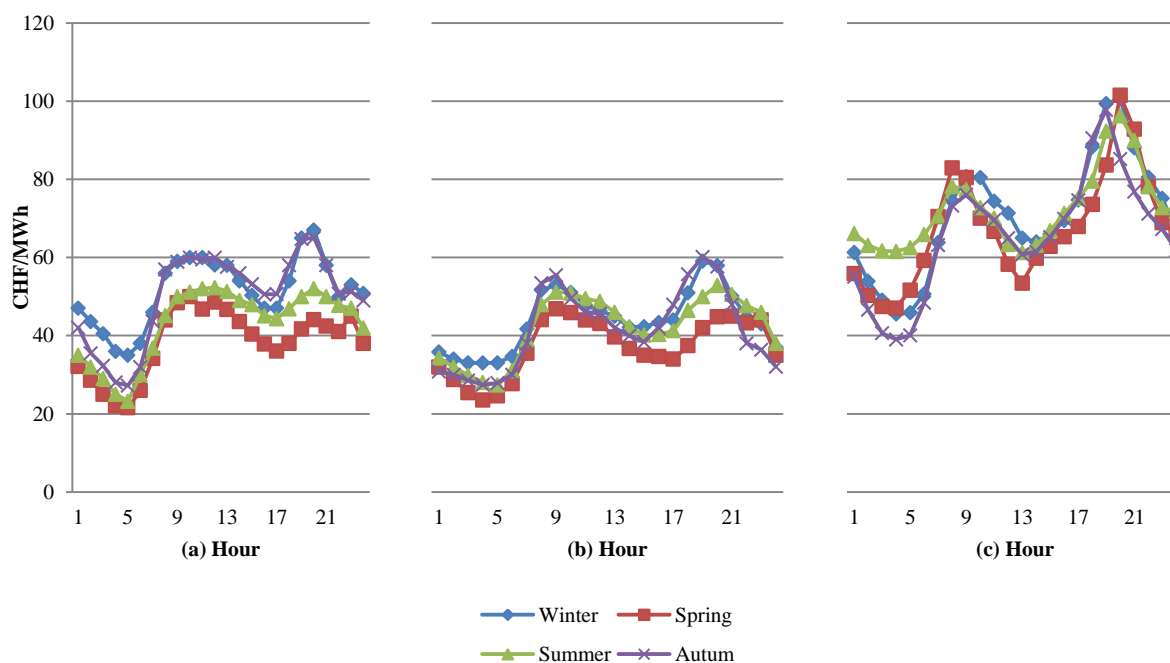 120
100
80
60
40
20
0
CHF/MWh
1 5 9 13 17 21
(a) Hour
1 5 9 13 17 21
(b) Hour
1 5 9 13 17 21
(c) Hour
Winter Spring
Summer Autum